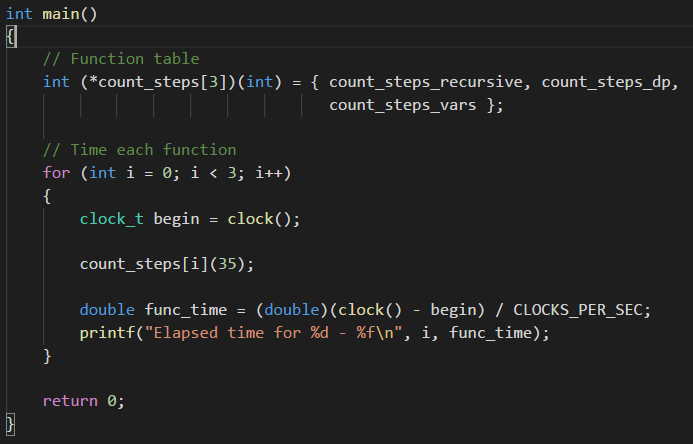 int main()
{
// Function table
int (*count_steps[3])(int) = { count_steps_recursive, count_steps_dp,
count_steps_vars };
// Time each function
for (int i = 0; i < 3; i++)
{
clock_t begin = clock();
count_steps[i](35);
double func_time = (double)(clock() - begin) / CLOCKS_PER_SEC;
printf("Elapsed time for %d - %f\n", i, func_time);
}
return 0;
}